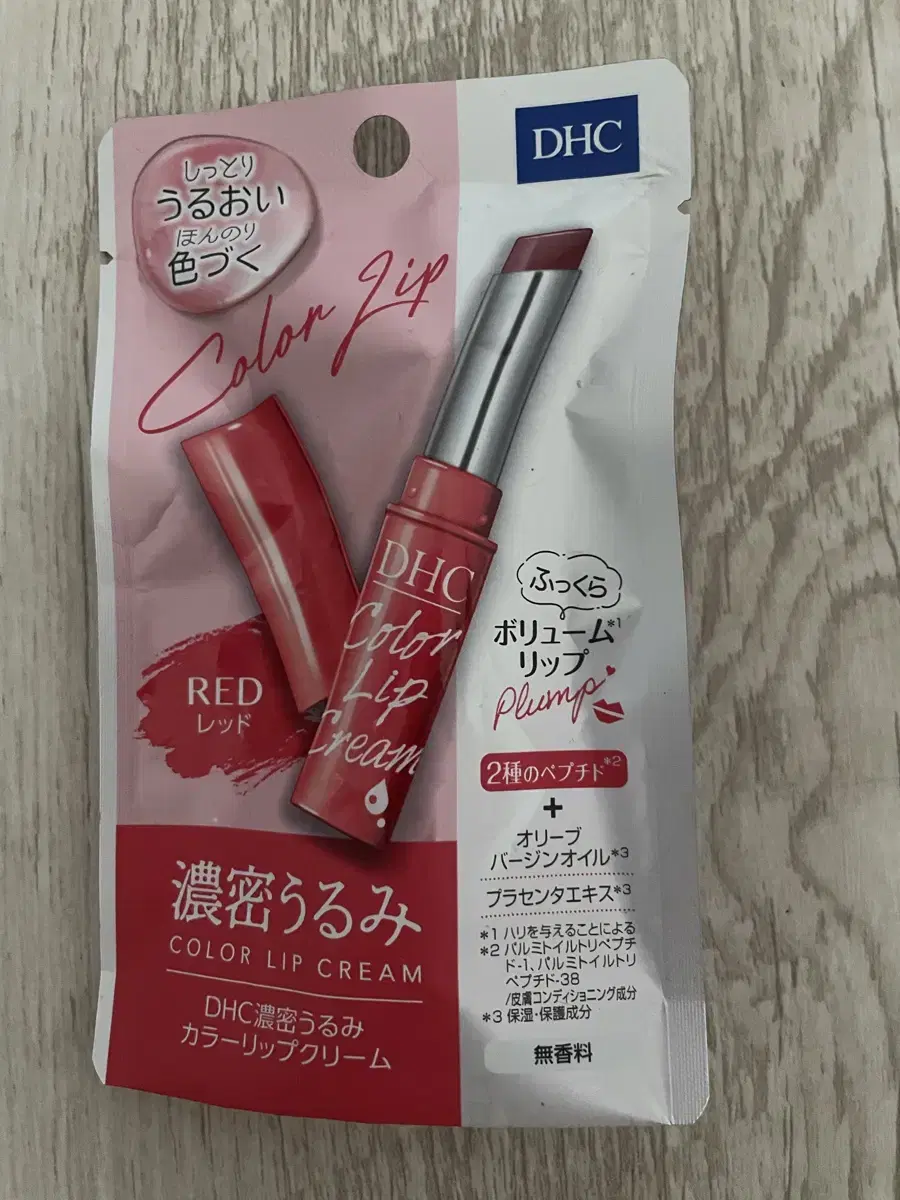 DHC
しっとり
うるおい
ほんのり
色づく
Color Lip
DHC
Color
Lip
Cream
RED
レッド
濃密うるみ
COLOR LIP CREAM
DHC濃密うるみ
カラーリップクリーム
ふっくら
ボリューム*1
リップ
Plump
2種のペプチド*2
+
オリーブ
バージンオイル*3
プラセンタエキス*3
*1 ハリを与えることによる
*2 パルミトイルトリペプチ
ド-1、パルミトイルトリ
ペプチド-38
/皮膚コンディショニング成分
*3 保湿・保護成分
無香料